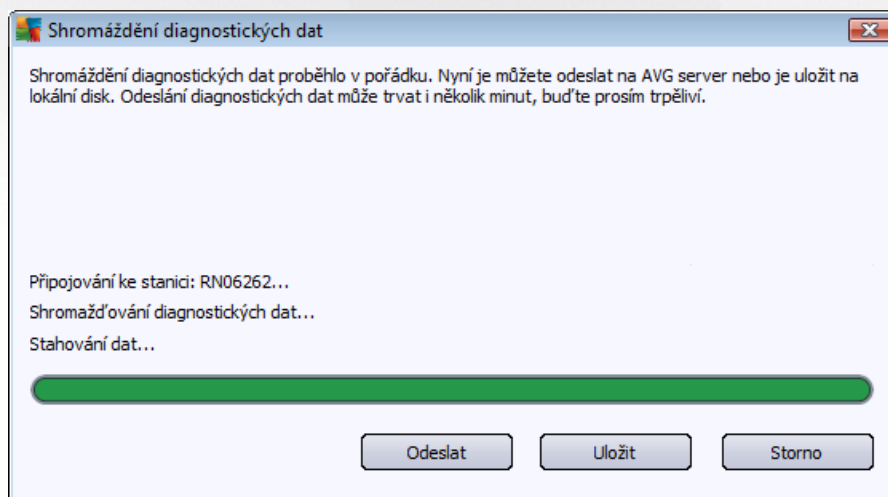 Shromáždění diagnostických dat
Shromáždění diagnostických dat proběhlo v pořádku. Nyní je můžete odeslat na AVG server nebo je uložit na
lokální disk. Odeslání diagnostických dat může trvat i několik minut, buďte prosím trpěliví.
Připojování ke stanici: RN06262...
Shromažďování diagnostických dat...
Stahování dat...
Odeslat Uložit Storno